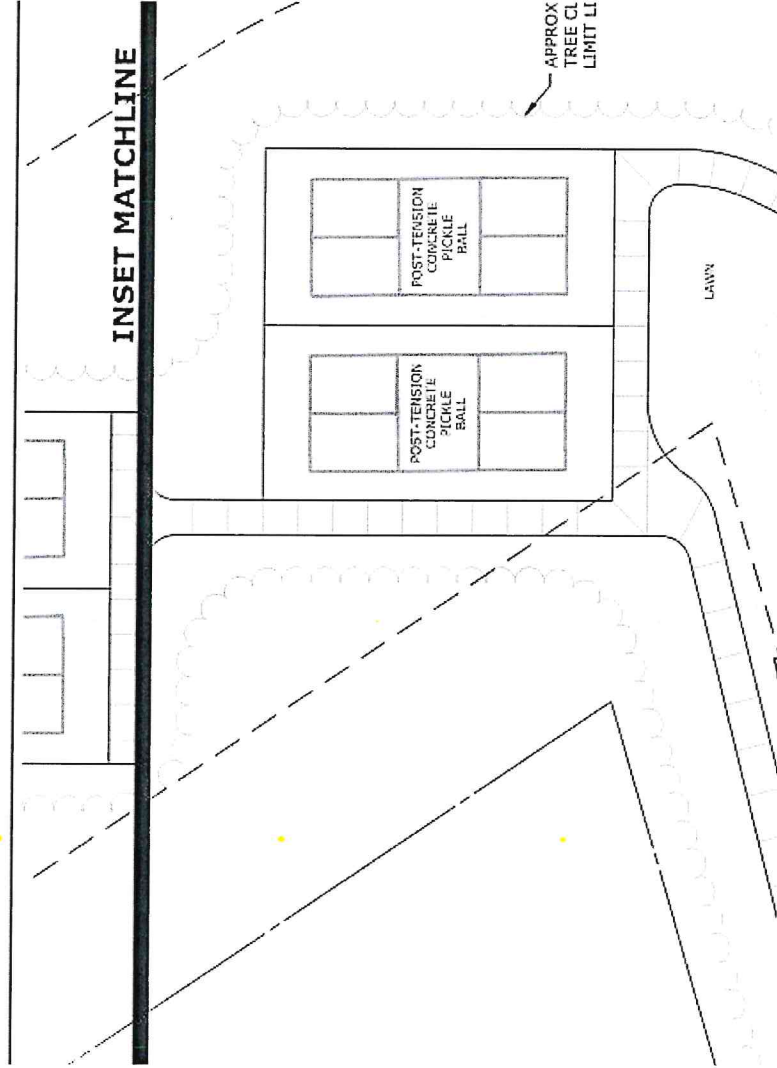 INSET MATCHLINE
APPROX
TREE CL
LIMIT LI
POST-TENSION
CONCRETE
PICKLE
BALL
POST-TENSION
CONCRETE
PICKLE
BALL
LAWN